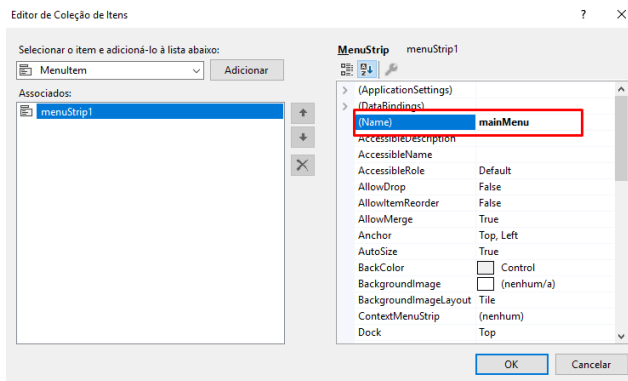 Editor de Coleção de Itens
Selecionar o item e adicioná-lo à lista abaixo:
MenuItem
Adicionar
Associados:
menuStrip1
MenuStrip menuStrip1
(ApplicationSettings)
(DataBindings)
(Name) mainMenu
AccessibleDescription
AccessibleName
AccessibleRole Default
AllowDrop False
AllowItemReorder False
AllowMerge True
Anchor Top, Left
AutoSize True
BackColor Control
BackgroundImage (nenhum/a)
BackgroundImageLayout Tile
ContextMenuStrip (nenhum)
Dock Top
OK Cancelar